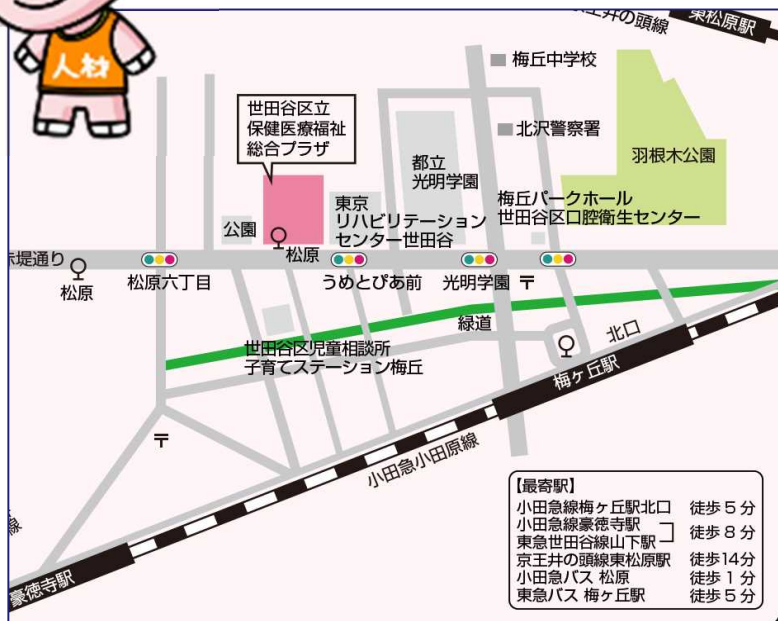 人材
京王井の頭線
東松原駅
梅丘中学校
世田谷区立
保健医療福祉
総合プラザ
北沢警察署
羽根木公園
都立
光明学園
東京
リハビリテーション
センター世田谷
梅丘パークホール
世田谷区口腔衛生センター
公園
松原
赤堤通り
松原
松原六丁目
うめとぴあ前
光明学園
〒
緑道
世田谷区児童相談所
子育てステーション梅丘
北口
梅ヶ丘駅
〒
小田急小田原線
線
豪徳寺駅
【最寄駅】
小田急線梅ヶ丘駅北口 徒歩5分
小田急線豪徳寺駅
東急世田谷線山下駅 徒歩8分
京王井の頭線東松原駅 徒歩14分
小田急バス 松原 徒歩1分
東急バス 梅ヶ丘駅 徒歩5分